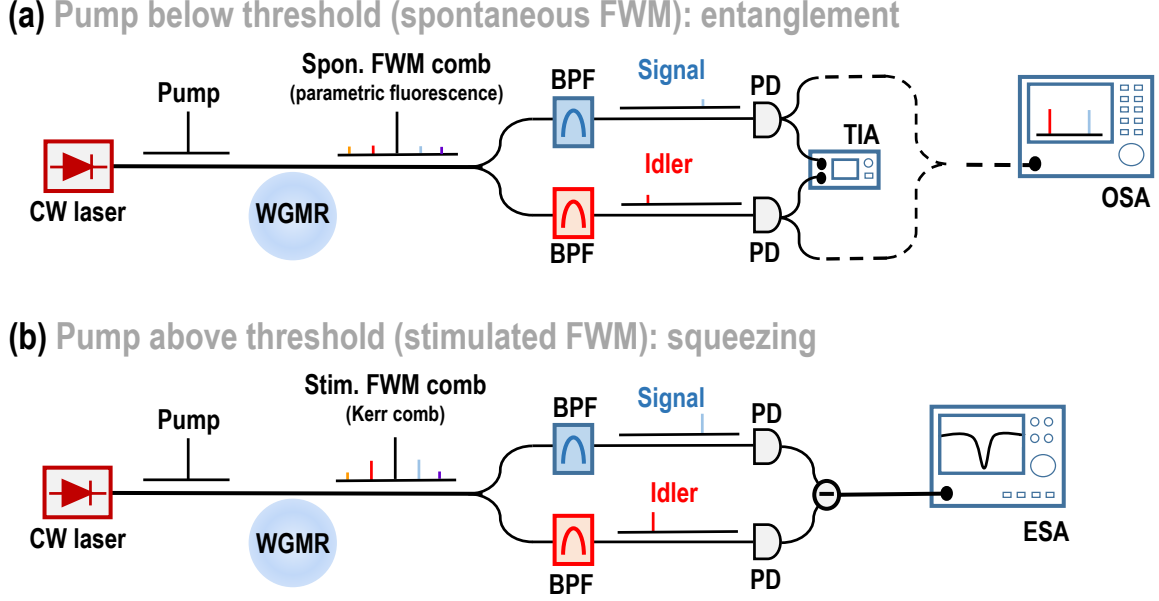 (a) Pump below threshold (spontaneous FWM): entanglement
Pump
Spon. FWM comb
(parametric fluorescence)
BPF
Signal
PD
TIA
CW laser
WGMR
Idler
BPF
PD
OSA
(b) Pump above threshold (stimulated FWM): squeezing
Pump
Stim. FWM comb
(Kerr comb)
BPF
Signal
PD
CW laser
WGMR
Idler
BPF
PD
ESA